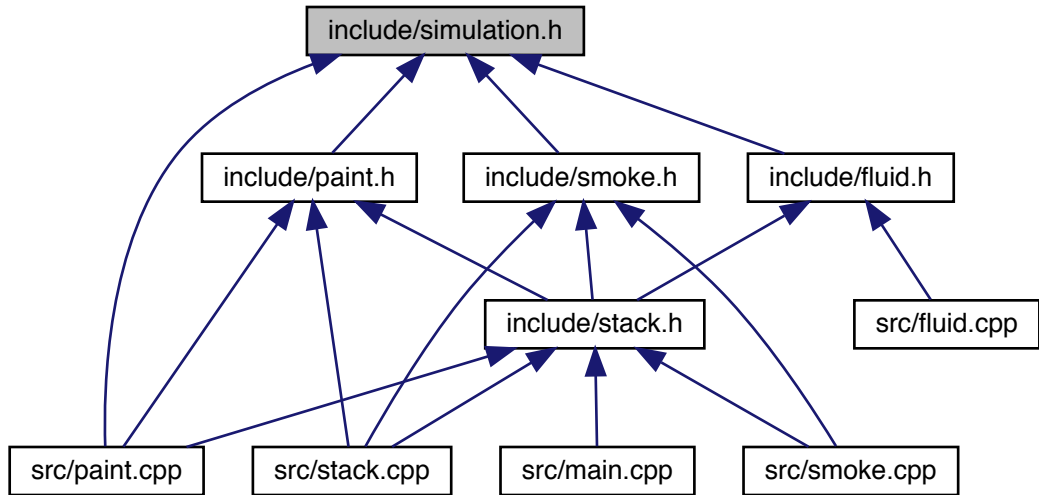 include/simulation.h
include/paint.h
include/smoke.h
include/fluid.h
include/stack.h
src/fluid.cpp
src/paint.cpp
src/stack.cpp
src/main.cpp
src/smoke.cpp